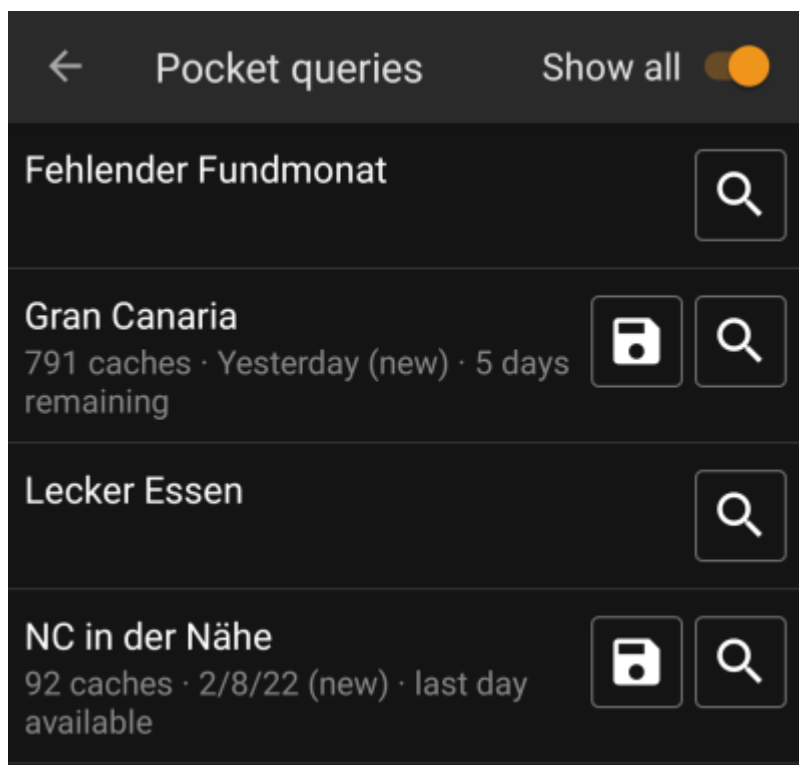 Pocket queries Show all
Fehlender Fundmonat
Gran Canaria
791 caches · Yesterday (new) · 5 days
remaining
Lecker Essen
NC in der Nähe
92 caches · 2/8/22 (new) · last day
available